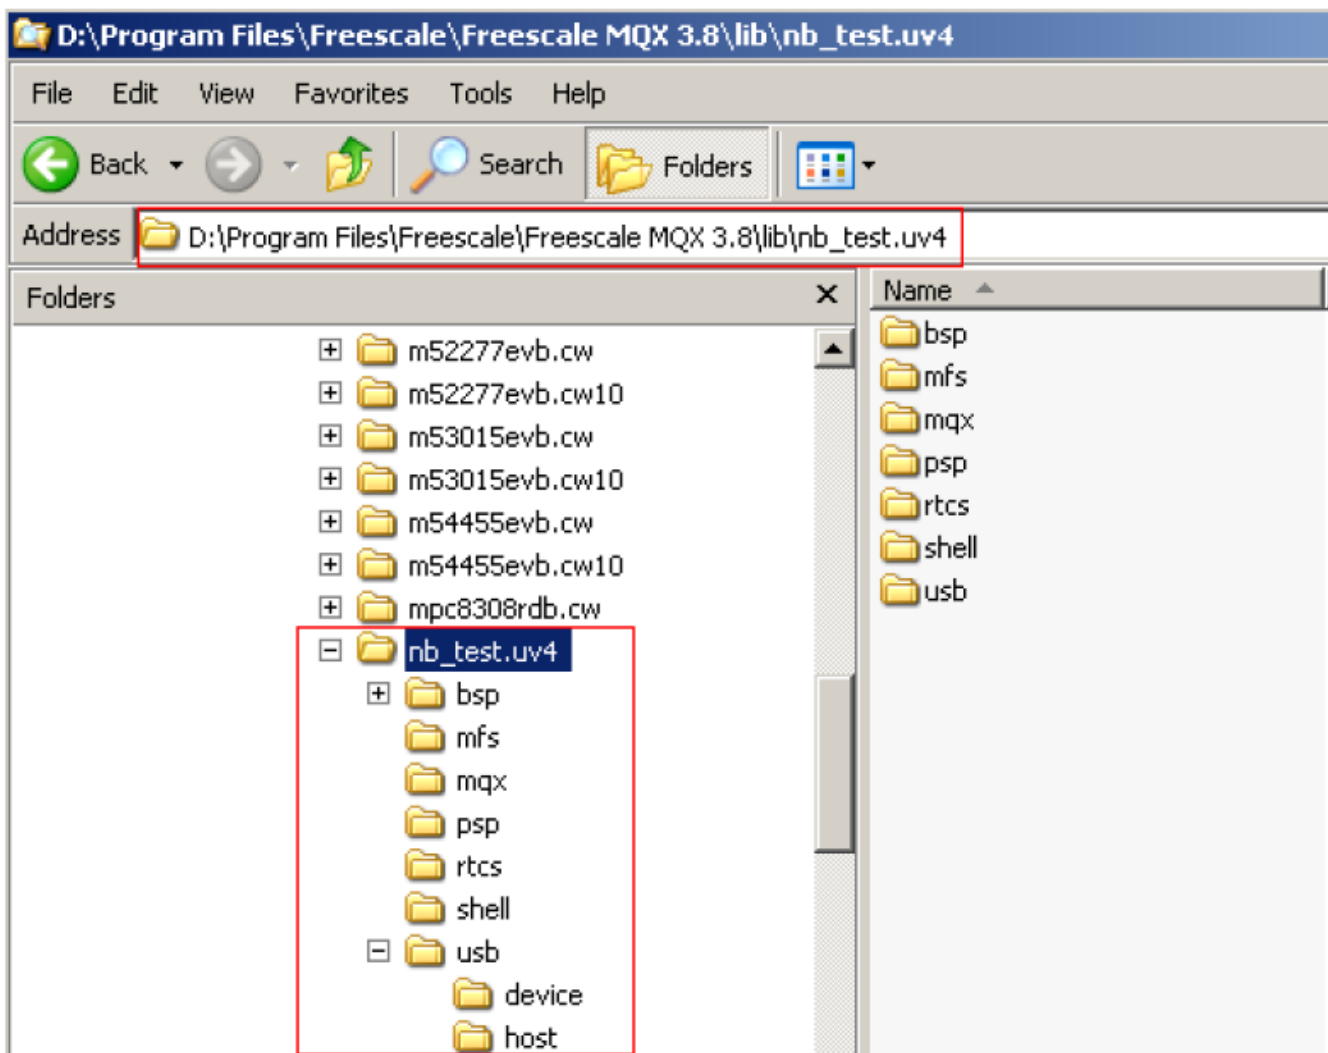 D:\Program Files\Freescale\Freescale MQX 3.8\lib\nb_test.uv4
File Edit View Favorites Tools Help
Back Search Folders
Address D:\Program Files\Freescale\Freescale MQX 3.8\lib\nb_test.uv4
Folders
m52277evb.cw
m52277evb.cw10
m53015evb.cw
m53015evb.cw10
m54455evb.cw
m54455evb.cw10
mpc8308rdb.cw
nb_test.uv4
bsp
mfs
mqx
psp
rtcs
shell
usb
device
host
Name
bsp
mfs
mqx
psp
rtcs
shell
usb